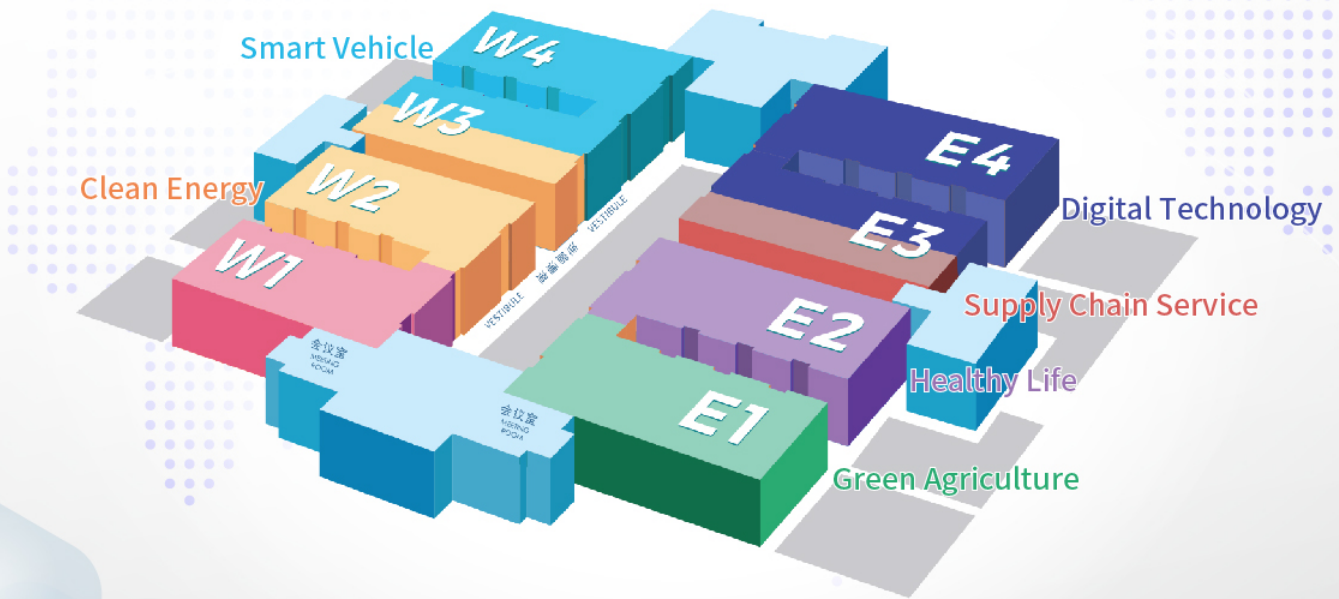 Smart Vehicle
W4
W3
Clean Energy
W2
W1
E4
Digital Technology
E3
Supply Chain Service
E2
Healthy Life
E1
Green Agriculture
VESTIBULE
VESTIBULE
会议室
MEETING
ROOM
会议室
MEETING
ROOM